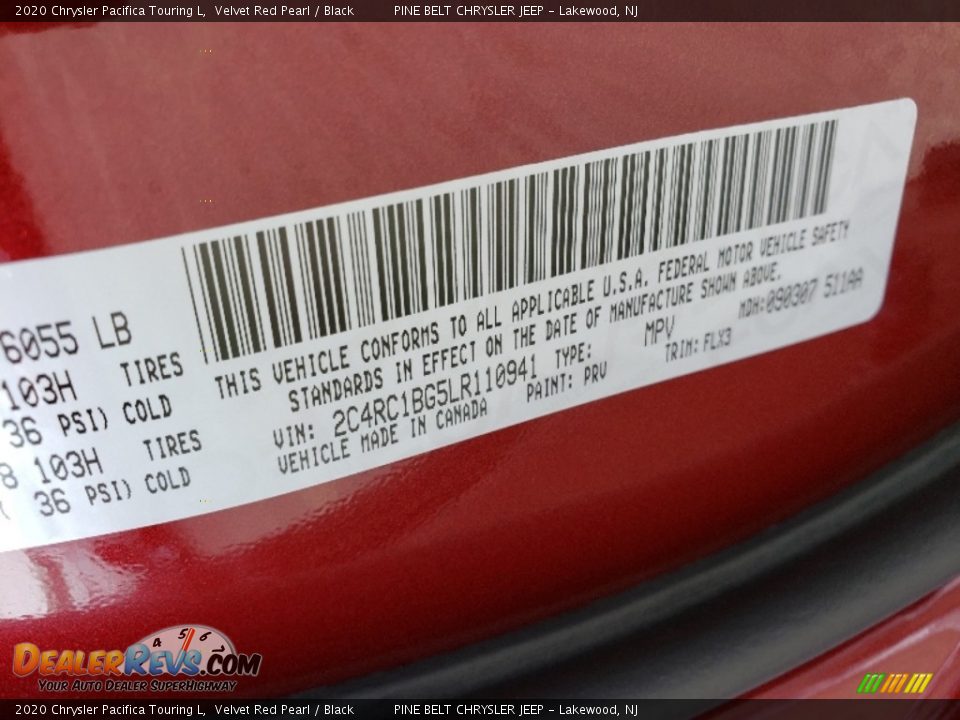 2020 Chrysler Pacifica Touring L, Velvet Red Pearl / Black PINE BELT CHRYSLER JEEP – Lakewood, NJ
6055 LB
103H TIRES
36 PSI) COLD
8 103H TIRES
( 36 PSI) COLD
THIS VEHICLE CONFORMS TO ALL APPLICABLE U.S.A. FEDERAL MOTOR VEHICLE SAFETY
STANDARDS IN EFFECT ON THE DATE OF MANUFACTURE SHOWN ABOVE.
VIN: 2C4RC1BG5LR110941 TYPE: MPV MDH:090307 511AA
VEHICLE MADE IN CANADA PAINT: PRV TRIM:FLX3
4 5 6
DEALERREVS.COM
YOUR AUTO DEALER SUPERHIGHWAY
2020 Chrysler Pacifica Touring L, Velvet Red Pearl / Black PINE BELT CHRYSLER JEEP – Lakewood, NJ